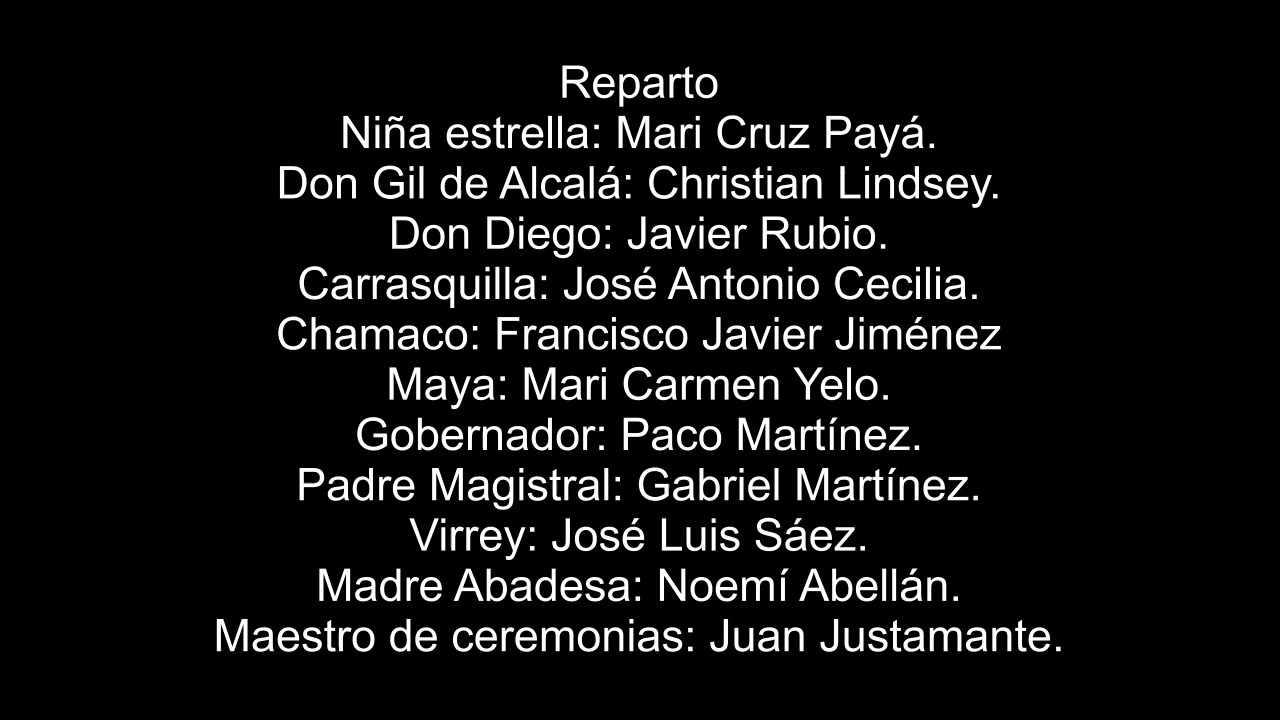 Reparto
Niña estrella: Mari Cruz Payá.
Don Gil de Alcalá: Christian Lindsey.
Don Diego: Javier Rubio.
Carrasquilla: José Antonio Cecilia.
Chamaco: Francisco Javier Jiménez
Maya: Mari Carmen Yelo.
Gobernador: Paco Martínez.
Padre Magistral: Gabriel Martínez.
Virrey: José Luis Sáez.
Madre Abadesa: Noemí Abellán.
Maestro de ceremonias: Juan Justamante.